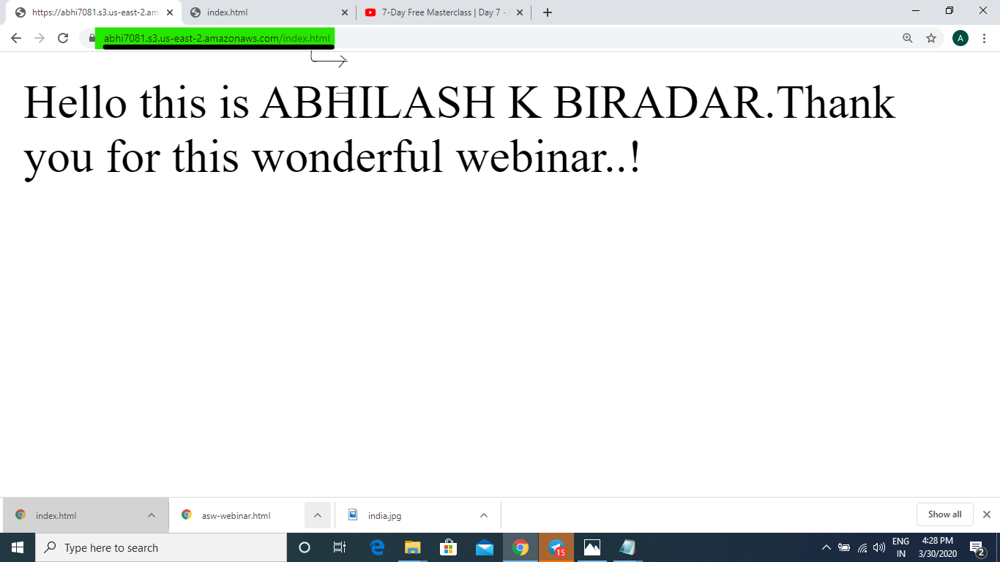 https://abhi7081.s3.us-east-2.am
index.html
7-Day Free Masterclass | Day 7 -
A
abhi7081.s3.us-east-2.amazonaws.com/index.html
Hello this is ABHILASH K BIRADAR.Thank
you for this wonderful webinar..!
index.html
asw-webinar.html
india.jpg
Show all
Type here to search
15
ENG
IN
4:28 PM
3/30/2020
2